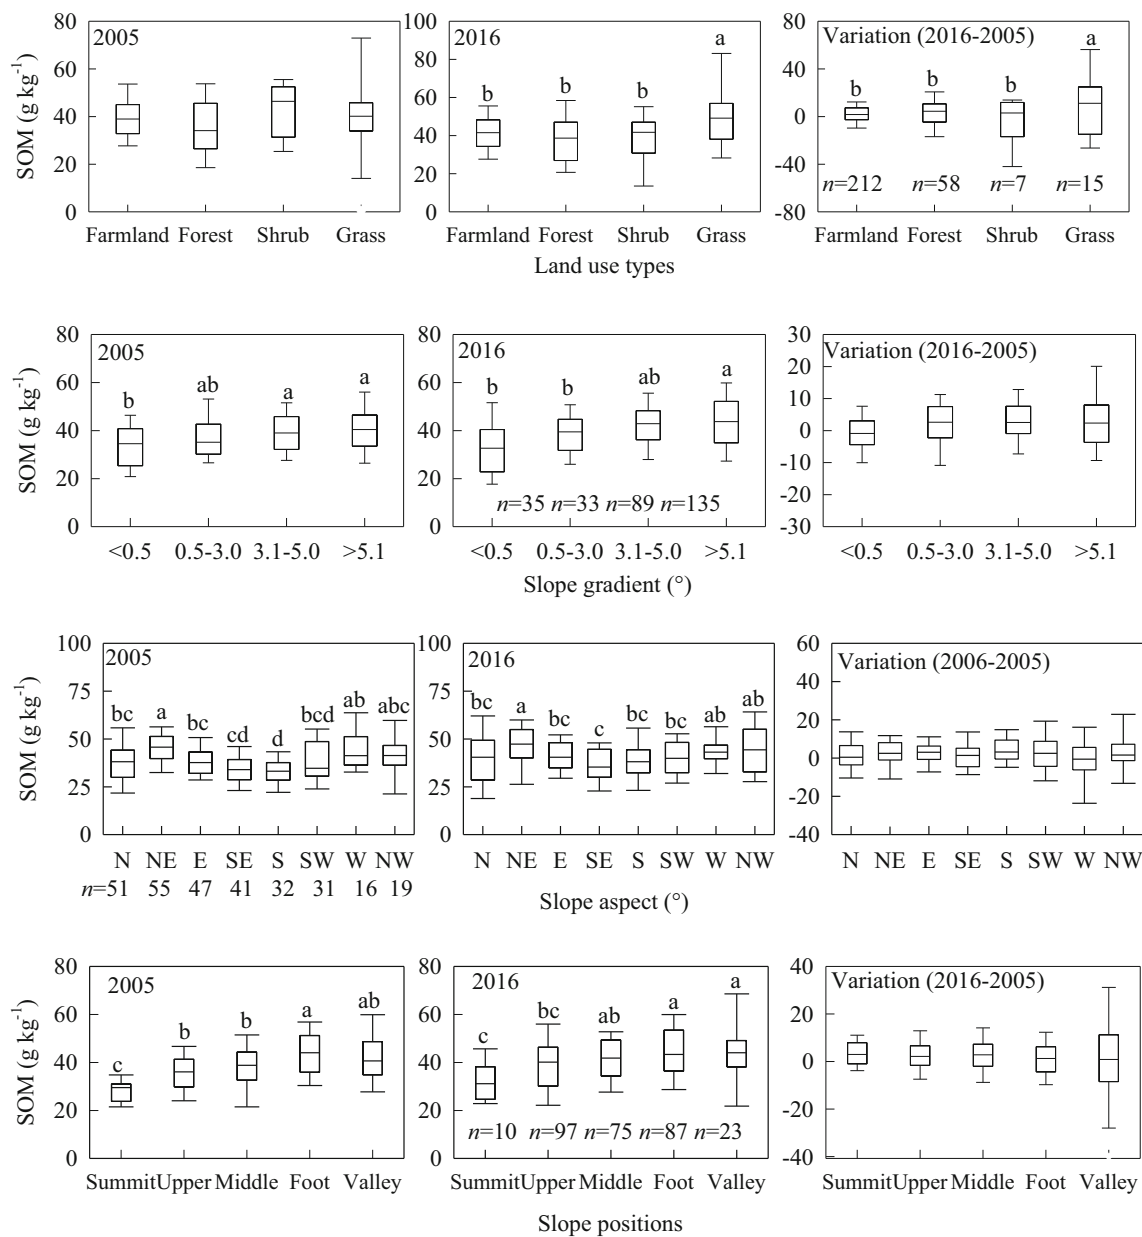 80
60
40
20
0
SOM (g kg⁻¹)
2005
Farmland Forest Shrub Grass
100
80
60
40
20
0
2016
b b b a
Farmland Forest Shrub Grass
80
40
0
-40
-80
Variation (2016-2005)
b b b a
n=212 n=58 n=7 n=15
Farmland Forest Shrub Grass
Land use types
80
60
40
20
0
SOM (g kg⁻¹)
2005
b ab a a
<0.5 0.5-3.0 3.1-5.0 >5.1
80
60
40
20
0
2016
b b ab a
n=35 n=33 n=89 n=135
<0.5 0.5-3.0 3.1-5.0 >5.1
30
20
10
0
-10
-20
-30
Variation (2016-2005)
<0.5 0.5-3.0 3.1-5.0 >5.1
Slope gradient (°)
100
75
50
25
0
SOM (g kg⁻¹)
2005
bc a bc cd d bcd ab abc
N NE E SE S SW W NW
n=51 55 47 41 32 31 16 19
100
75
50
25
0
2016
bc a bc c bc bc ab ab
N NE E SE S SW W NW
60
40
20
0
-20
-40
Variation (2006-2005)
N NE E SE S SW W NW
Slope aspect (°)
80
60
40
20
0
SOM (g kg⁻¹)
2005
c b b a ab
Summit Upper Middle Foot Valley
80
60
40
20
0
2016
c bc ab a a
n=10 n=97 n=75 n=87 n=23
Summit Upper Middle Foot Valley
40
20
0
-20
-40
Variation (2016-2005)
Summit Upper Middle Foot Valley
Slope positions